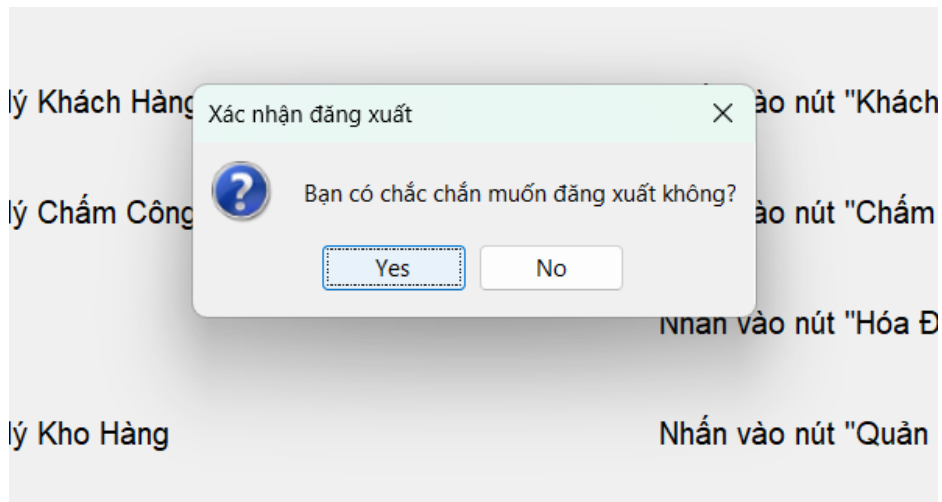 lý Khách Hàng
Xác nhận đăng xuất
ào nút "Khách
Bạn có chắc chắn muốn đăng xuất không?
lý Chấm Công
ào nút "Chấm
Yes
No
Nhấn vào nút "Hóa Đ
lý Kho Hàng
Nhấn vào nút "Quản